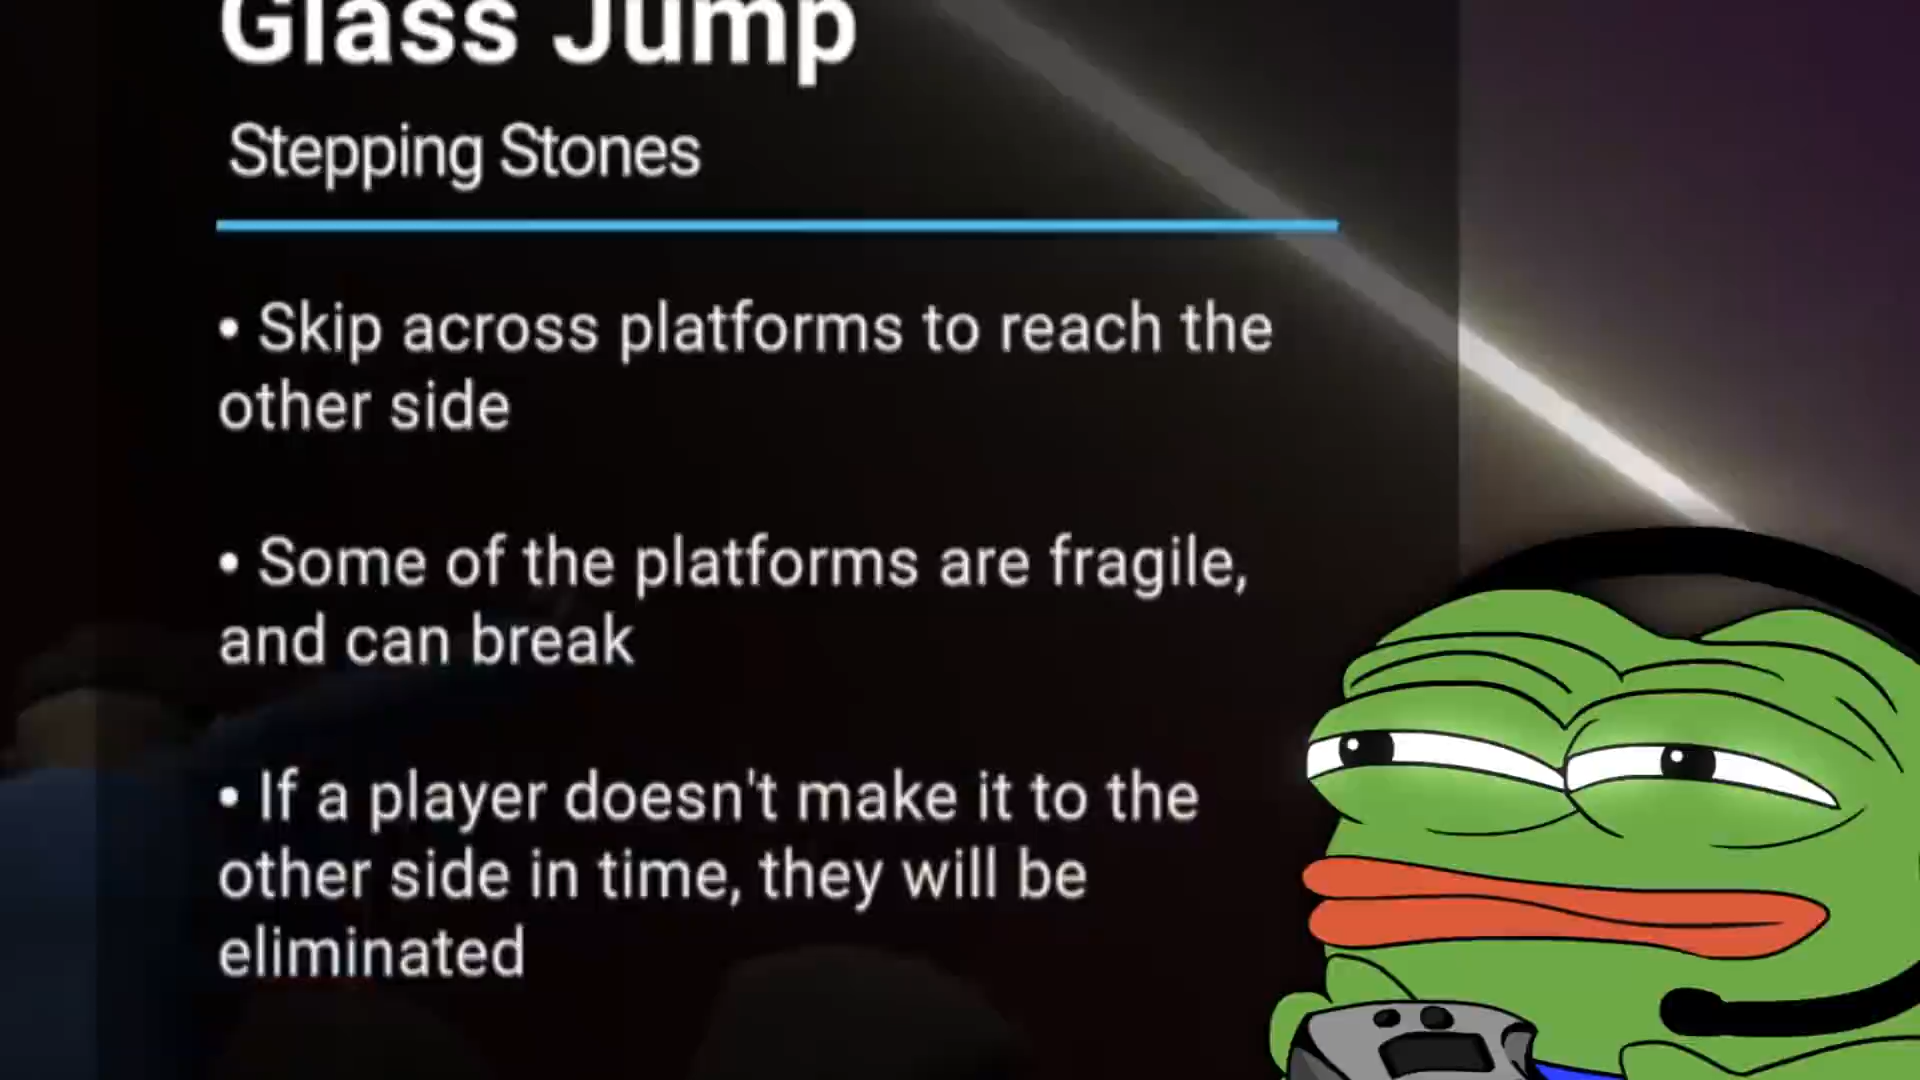 Glass Jump
Stepping Stones
• Skip across platforms to reach the
other side
• Some of the platforms are fragile,
and can break
• If a player doesn't make it to the
other side in time, they will be
eliminated